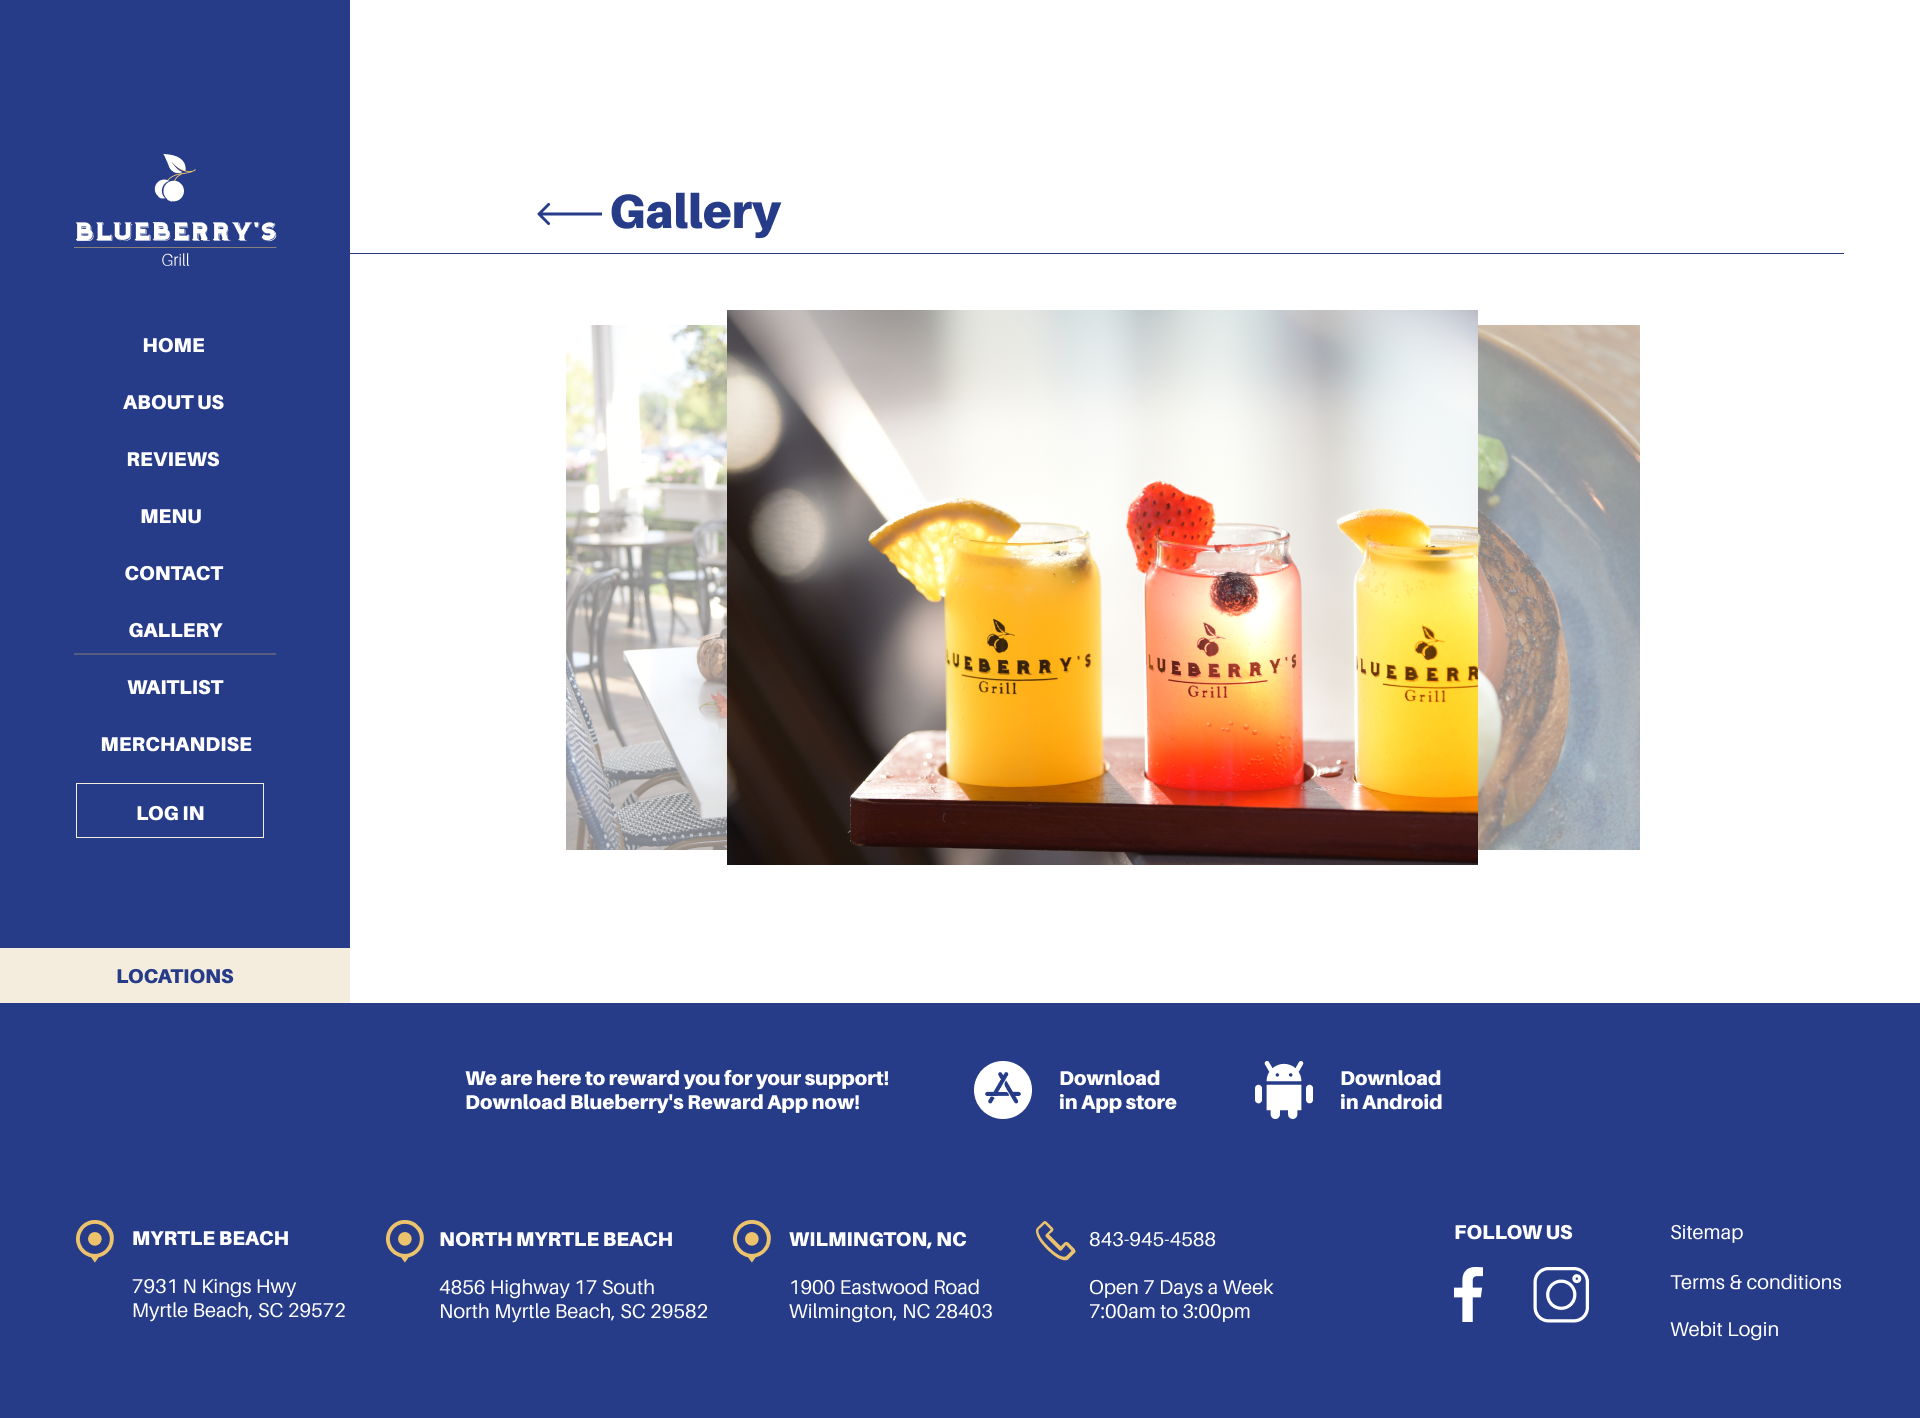 BLUEBERRY'S
Grill
HOME
ABOUT US
REVIEWS
MENU
CONTACT
GALLERY
WAITLIST
MERCHANDISE
LOG IN
LOCATIONS
Gallery
LUEBERRY'S
Grill
LUEBERRY'S
Grill
LUEBERR
Grill
We are here to reward you for your support!
Download Blueberry's Reward App now!
Download
in App store
Download
in Android
MYRTLE BEACH
7931 N Kings Hwy
Myrtle Beach, SC 29572
NORTH MYRTLE BEACH
4856 Highway 17 South
North Myrtle Beach, SC 29582
WILMINGTON, NC
1900 Eastwood Road
Wilmington, NC 28403
843-945-4588
Open 7 Days a Week
7:00am to 3:00pm
FOLLOW US
Sitemap
Terms & conditions
Webit Login